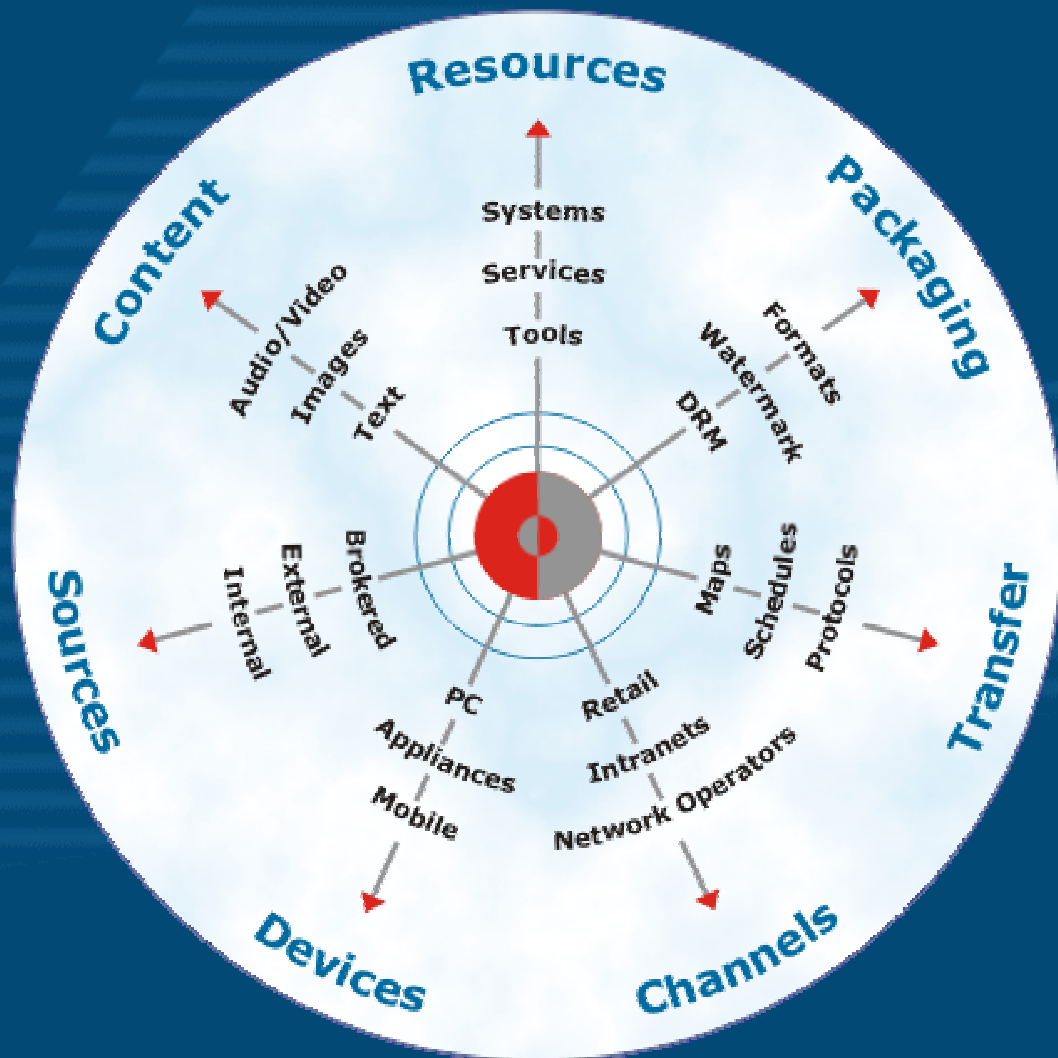 Resources
Systems
Services
Tools
Packaging
Formats
Watermark
DRM
Transfer
Maps
Schedules
Protocols
Channels
Retail
Intranets
Network Operators
Devices
PC
Appliances
Mobile
Sources
Brokered
External
Internal
Content
Audio/Video
Images
Text